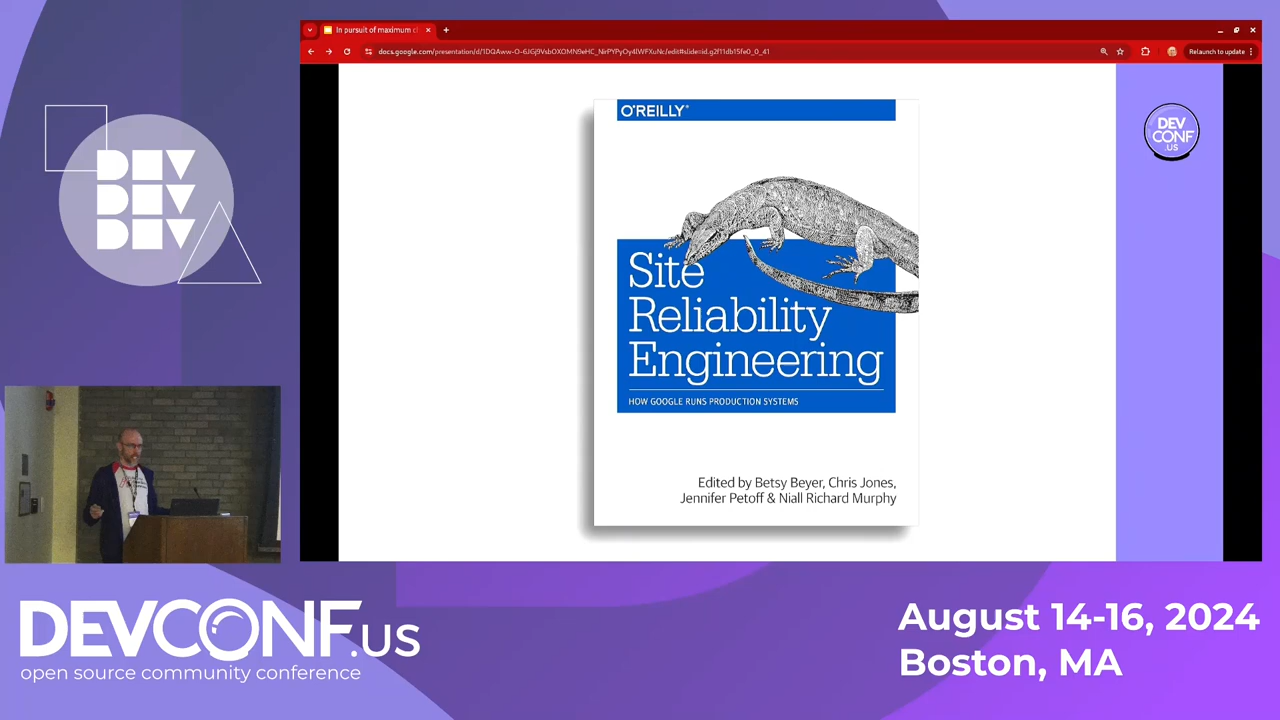 In pursuit of maximum cl
docs.google.com/presentation/d/1DQAww-O-6JGj9VsbOXOMN9eHC_NirPYPyOy4lWFXuNc/edit#slide=id.g2f11db15fe0_0_41
Relaunch to update
DEV
DEV
DEV
O'REILLY®
DEV
CONF
.US
Site
Reliability
Engineering
HOW GOOGLE RUNS PRODUCTION SYSTEMS
Edited by Betsy Beyer, Chris Jones,
Jennifer Petoff & Niall Richard Murphy
DEVCONF.us
open source community conference
August 14-16, 2024
Boston, MA